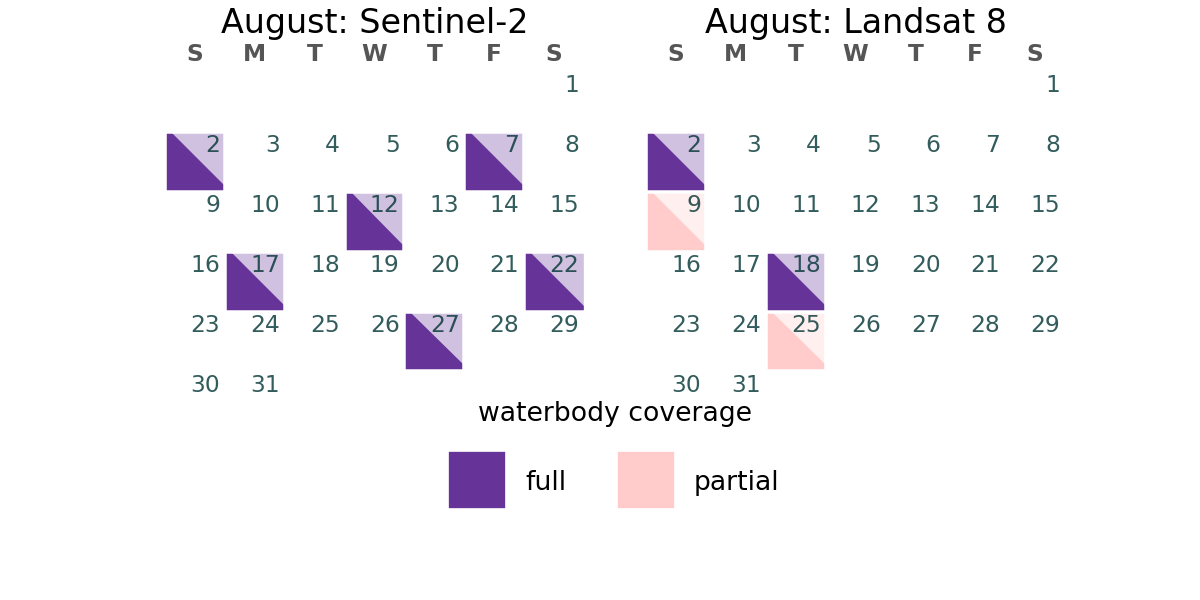 August: Sentinel-2
S M T W T F S
1
2 3 4 5 6 7 8
9 10 11 12 13 14 15
16 17 18 19 20 21 22
23 24 25 26 27 28 29
30 31
August: Landsat 8
S M T W T F S
1
2 3 4 5 6 7 8
9 10 11 12 13 14 15
16 17 18 19 20 21 22
23 24 25 26 27 28 29
30 31
waterbody coverage
full
partial